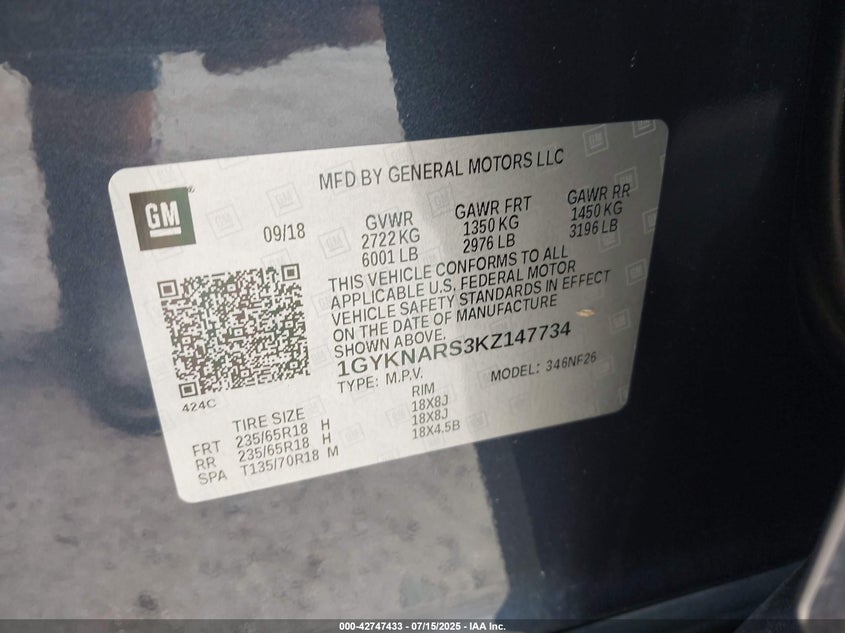 MFD BY GENERAL MOTORS LLC
GM
09/18
GVWR
2722 KG
6001 LB
GAWR FRT
1350 KG
2976 LB
GAWR RR
1450 KG
3196 LB
THIS VEHICLE CONFORMS TO ALL
APPLICABLE U.S. FEDERAL MOTOR
VEHICLE SAFETY STANDARDS IN EFFECT
ON THE DATE OF MANUFACTURE
SHOWN ABOVE.
1GYKNARS3KZ147734
TYPE: M.P.V.
MODEL: 346NF26
424C
TIRE SIZE
RIM
FRT 235/65R18 H 18X8J
RR 235/65R18 H 18X8J
SPA T135/70R18 M 18X4.5B
000-42747433 - 07/15/2025 - IAA Inc.